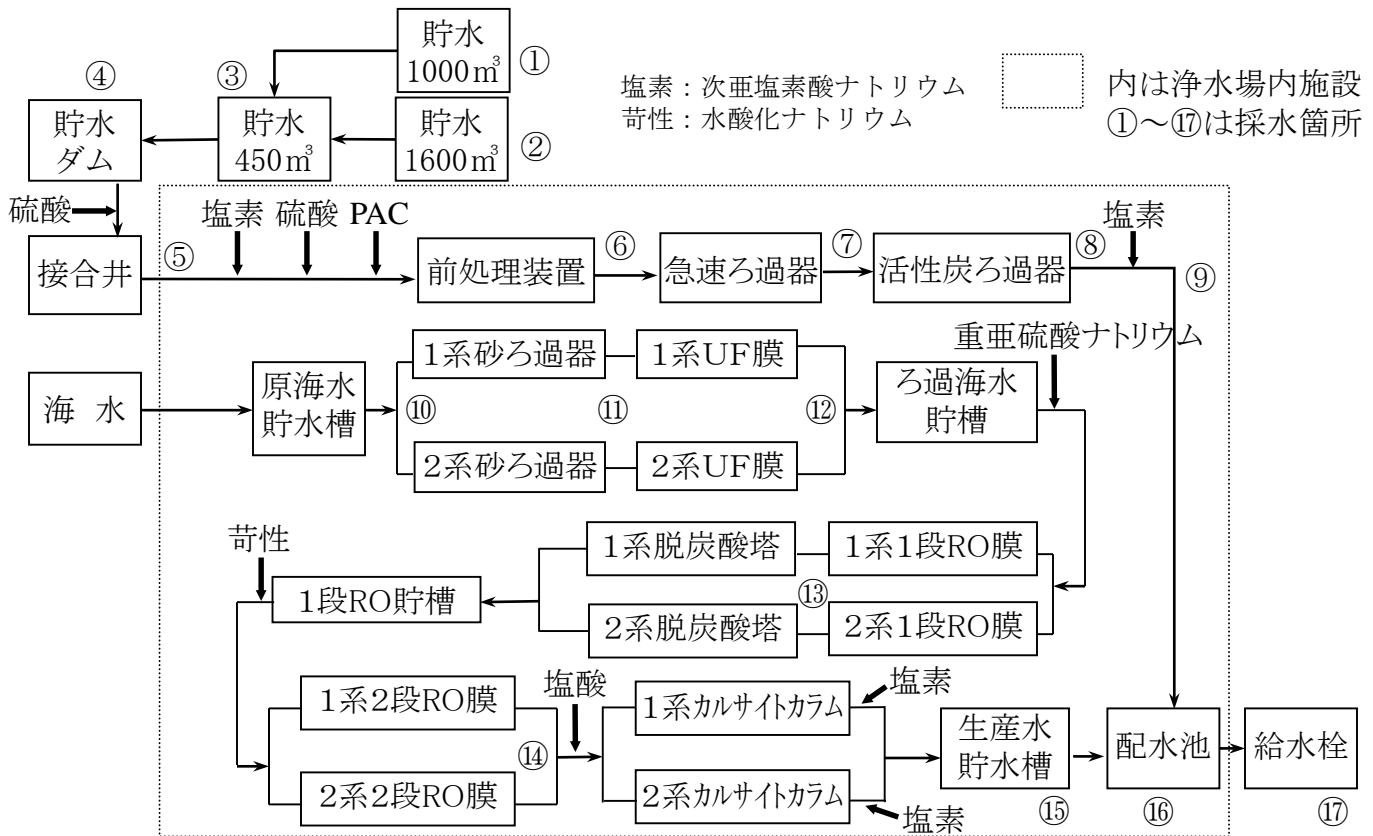 貯水
1000㎥
①
貯水
1600㎥
②
③
貯水
450㎥
④
貯水
ダム
塩素：次亜塩素酸ナトリウム
苛性：水酸化ナトリウム
内は浄水場内施設
①～⑰は採水箇所
硫酸
接合井
⑤
塩素
硫酸
PAC
前処理装置
⑥
急速ろ過器
⑦
活性炭ろ過器
⑧
塩素
⑨
海 水
原海水
貯水槽
⑩
1系砂ろ過器
2系砂ろ過器
⑪
1系UF膜
2系UF膜
⑫
ろ過海水
貯槽
重亜硫酸ナトリウム
1系1段RO膜
2系1段RO膜
⑬
1系脱炭酸塔
2系脱炭酸塔
1段RO貯槽
苛性
1系2段RO膜
2系2段RO膜
⑭
塩酸
1系カルサイトカラム
2系カルサイトカラム
塩素
塩素
生産水
貯水槽
⑮
配水池
⑯
給水栓
⑰